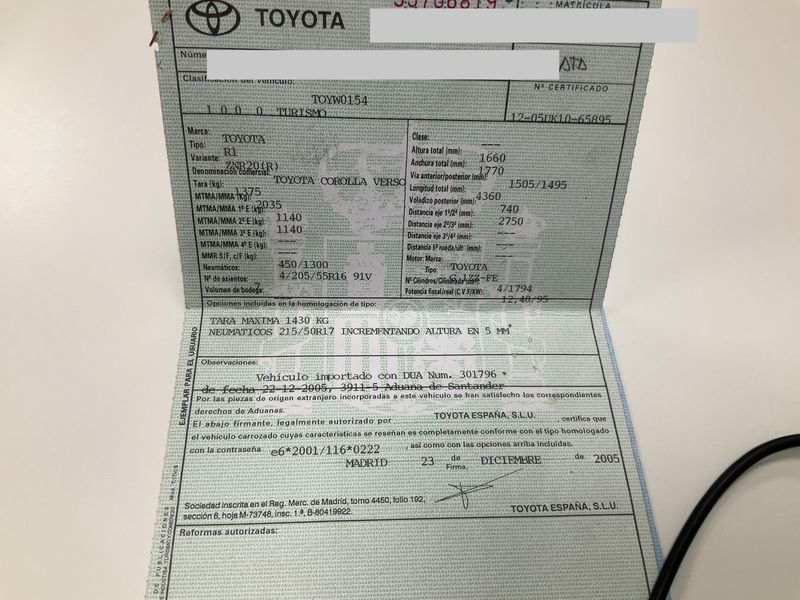 TOYOTA
MATRÍCULA
Clasificación del vehículo:
TOYW0154
1 0 0 0 TURISMO
Nº CERTIFICADO
12-05UK10-65895
Marca: TOYOTA
Tipo: R1
Variante: ZNR20(R)
Denominación comercial: TOYOTA COROLLA VERSO
Tara (kg): 1375
MTMA/MMA (kg): 2035
MTMA/MMA 1º E (kg): 1140
MTMA/MMA 2º E (kg): 1140
MTMA/MMA 3º E (kg): ---
MTMA/MMA 4º E (kg): ---
MMR S/F, c/F (kg): 450/1300
Neumáticos: 4/205/55R16 91V
Nº de asientos: 7
Volumen de bodega:
Clase: ---
Altura total (mm): 1660
Anchura total (mm): 1770
Vía anterior/posterior (mm): 1505/1495
Longitud total (mm): 4360
Voladizo posterior (mm): 740
Distancia eje 1º/2º (mm): 2750
Distancia eje 2º/3º (mm): ---
Distancia eje 3º/4º (mm): ---
Distancia 5ª rueda/ult (mm): ---
Motor: Marca: TOYOTA
Tipo: G.1ZZ-FE
Nº Cilindros/Cilindrada (cm³): 4/1794
Potencia fiscal/real (C.V.F/KW): 12,48/95
Opciones incluidas en la homologación de tipo:
TARA MAXIMA 1430 KG
NEUMATICOS 215/50R17 INCREMFNTANDO ALTURA EN 5 MM*
EJEMPLAR PARA EL USUARIO
Observaciones:
Vehículo importado con DUA Num. 301796 *
de fecha 22-12-2005, 3911-5 Aduana de Santander
Por las piezas de origen extranjero incorporadas a este vehículo se han satisfecho los correspondientes
derechos de Aduanas.
El abajo firmante, legalmente autorizado por TOYOTA ESPAÑA, S.L.U. certifica que
el vehículo carrozado cuyas características se reseñan es completamente conforme con el tipo homologado
con la contraseña e6*2001/116*0222 , así como con las opciones arriba incluidas.
MADRID 23 de DICIEMBRE de 2005
Firma,
Sociedad inscrita en el Reg. Merc. de Madrid, tomo 4450, folio 192,
sección 8, hoja M-73748, insc. 1.ª, B-80419922.
TOYOTA ESPAÑA, S.L.U.
Reformas autorizadas: